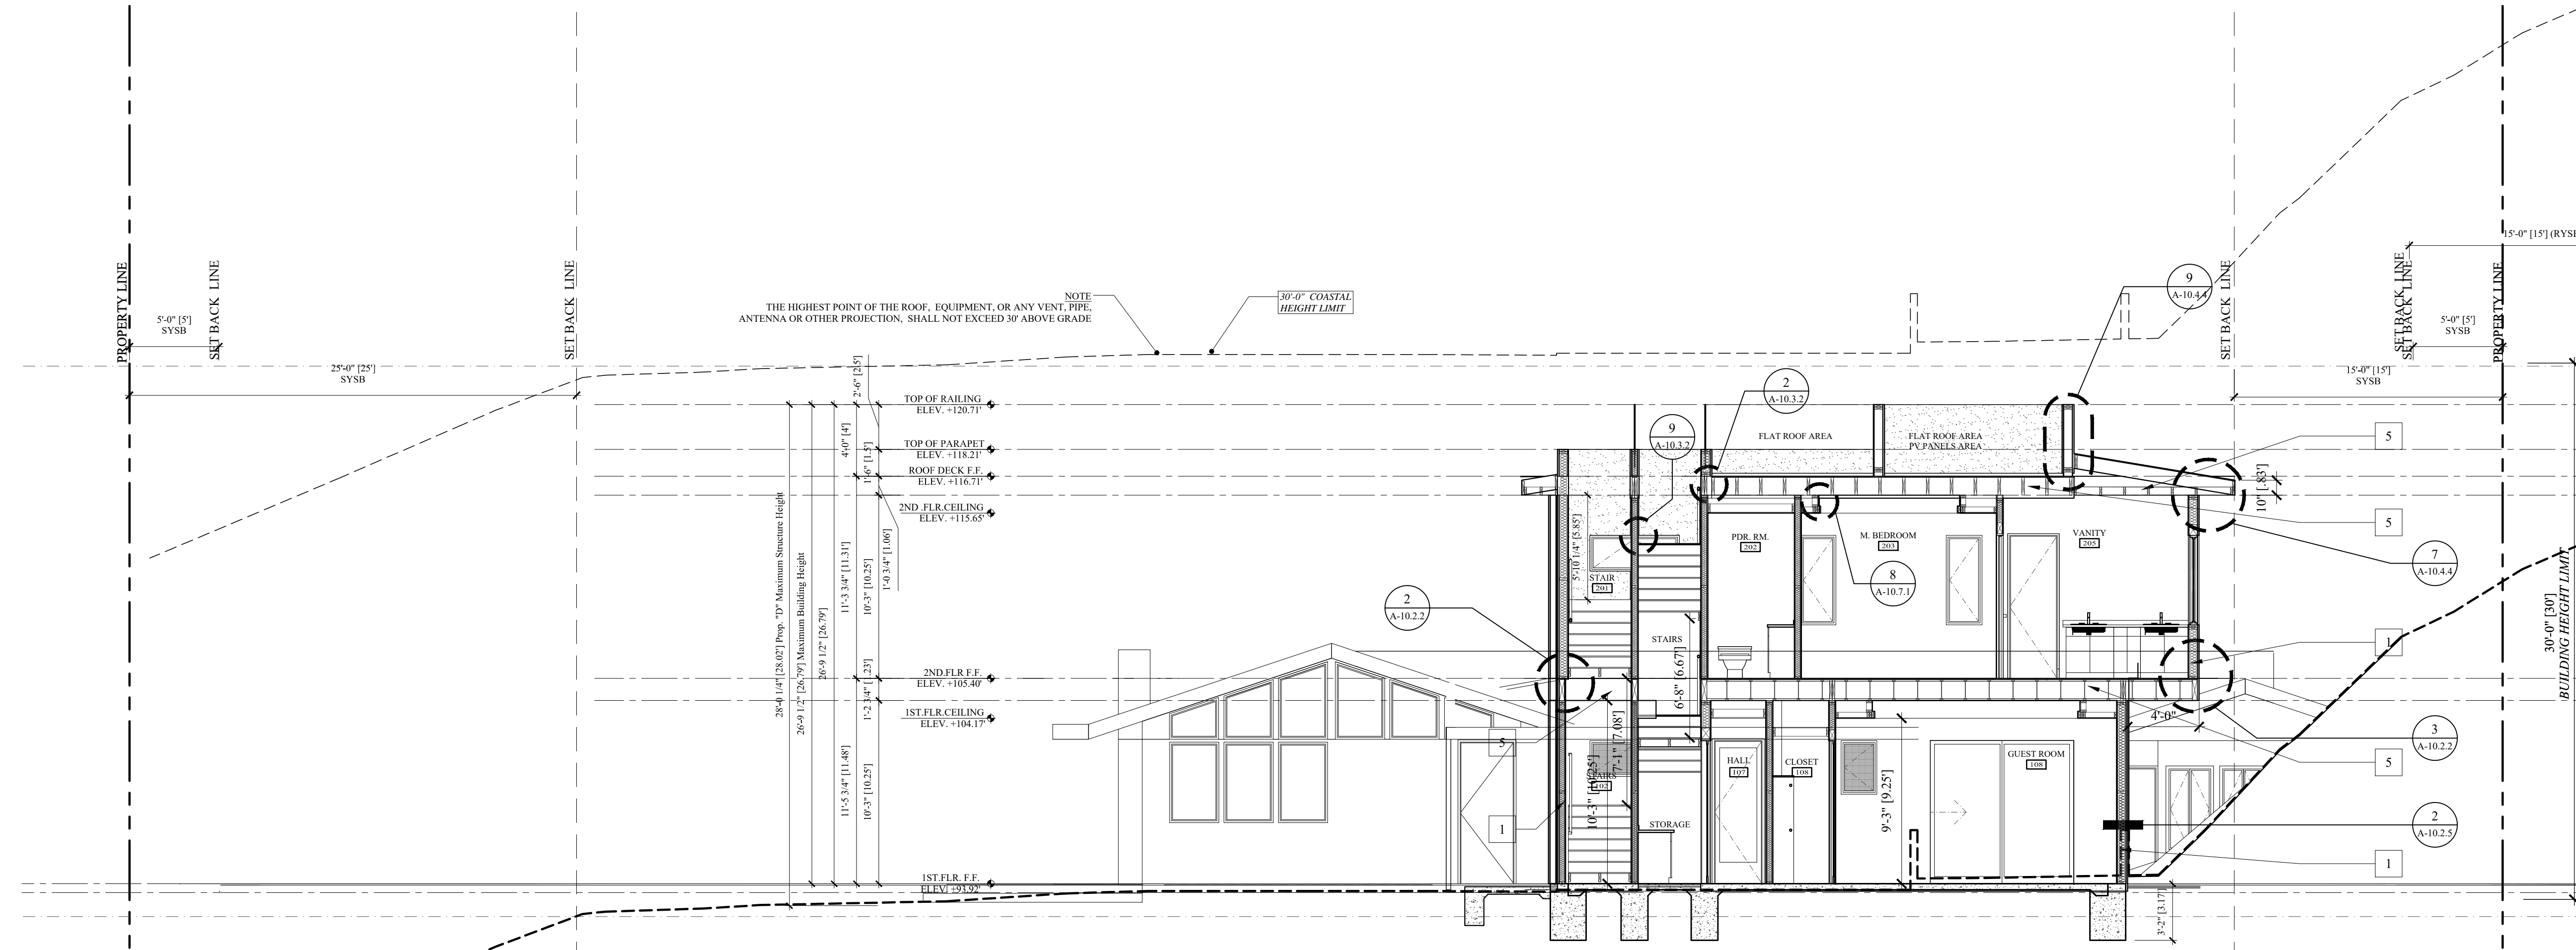 PROPERTY LINE
5'-0" [5']
SYSB
SET BACK LINE
25'-0" [25']
SYSB
SET BACK LINE
NOTE
THE HIGHEST POINT OF THE ROOF, EQUIPMENT, OR ANY VENT, PIPE,
ANTENNA OR OTHER PROJECTION, SHALL NOT EXCEED 30' ABOVE GRADE
30'-0" COASTAL
HEIGHT LIMIT
28'-0 1/4" [28.02'] Prop. "D" Maximum Structure Height
26'-9 1/2" [26.79'] Maximum Building Height
26'-9 1/2" [26.79']
4'-0" [4']
11'-3 3/4" [11.31']
11'-5 3/4" [11.48']
2'-6" [2.5']
1'-6" [1.5']
10'-3" [10.25']
10'-3" [10.25']
1'-0 3/4" [1.06']
TOP OF RAILING
ELEV. +120.71'
TOP OF PARAPET
ELEV. +118.21'
ROOF DECK F.F.
ELEV. +116.71'
2ND .FLR.CEILING
ELEV. +115.65'
2ND.FLR F.F.
ELEV. +105.40'
1ST.FLR.CEILING
ELEV. +104.17'
1ST.FLR. F.F.
ELEV. +93.92'
2
A-10.2.2
9
A-10.3.2
2
A-10.3.2
9
A-10.4.4
8
A-10.7.1
7
A-10.4.4
3
A-10.2.2
2
A-10.2.5
FLAT ROOF AREA
FLAT ROOF AREA
PV PANELS AREA
5'-10 1/4" [5.85']
STAIR
201
STAIRS
PDR. RM.
202
M. BEDROOM
203
VANITY
205
6'-8" [6.67']
7'-1" [7.08']
10'-3" [10.25']
102
STORAGE
HALL
107
CLOSET
108
9'-3" [9.25']
GUEST ROOM
108
4'-0"
3'-2" [3.17']
10" [.83']
5
1
5
5
1
5
1
SET BACK LINE
15'-0" [15']
SYSB
SET BACK LINE
SET BACK LINE
5'-0" [5']
SYSB
PROPERTY LINE
30'-0" [30']
BUILDING HEIGHT LIMIT